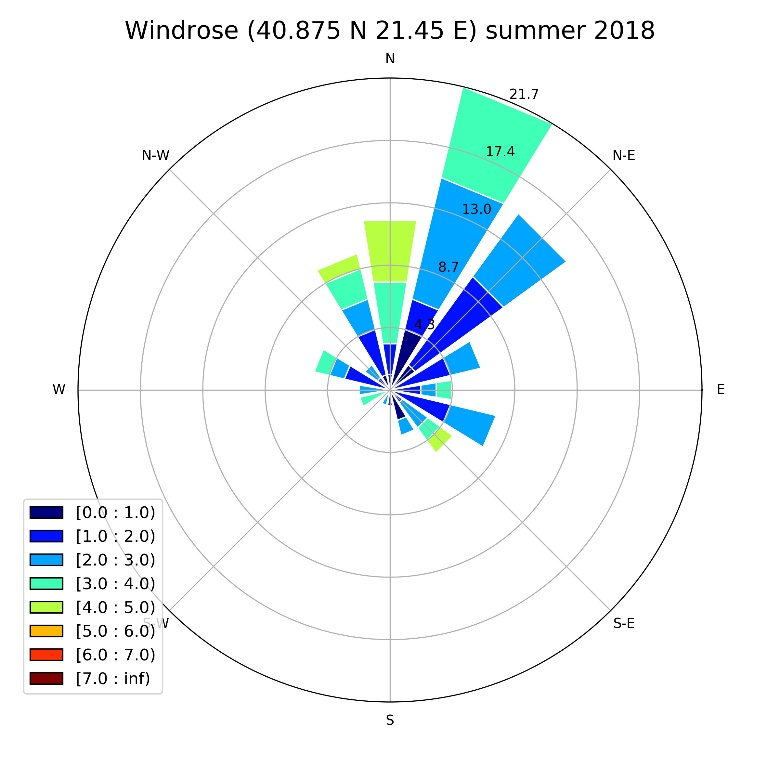 Windrose (40.875 N 21.45 E) summer 2018
N
21.7
N-W
N-E
17.4
13.0
8.7
4.3
W
E
[0.0 : 1.0)
[1.0 : 2.0)
[2.0 : 3.0)
[3.0 : 4.0)
[4.0 : 5.0)
S-W
S-E
[5.0 : 6.0)
[6.0 : 7.0)
[7.0 : inf)
S